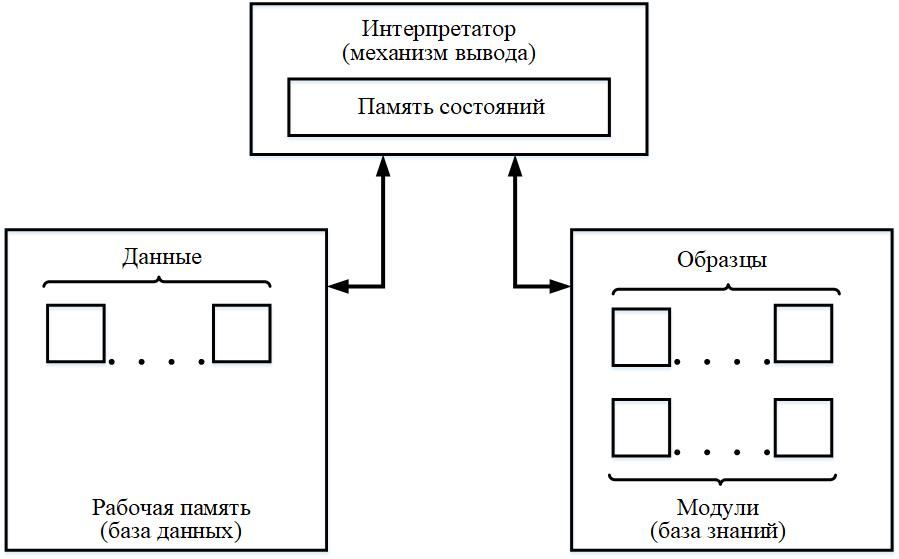 Интерпретатор
(механизм вывода)
Память состояний
Данные
Рабочая память
(база данных)
Образцы
Модули
(база знаний)